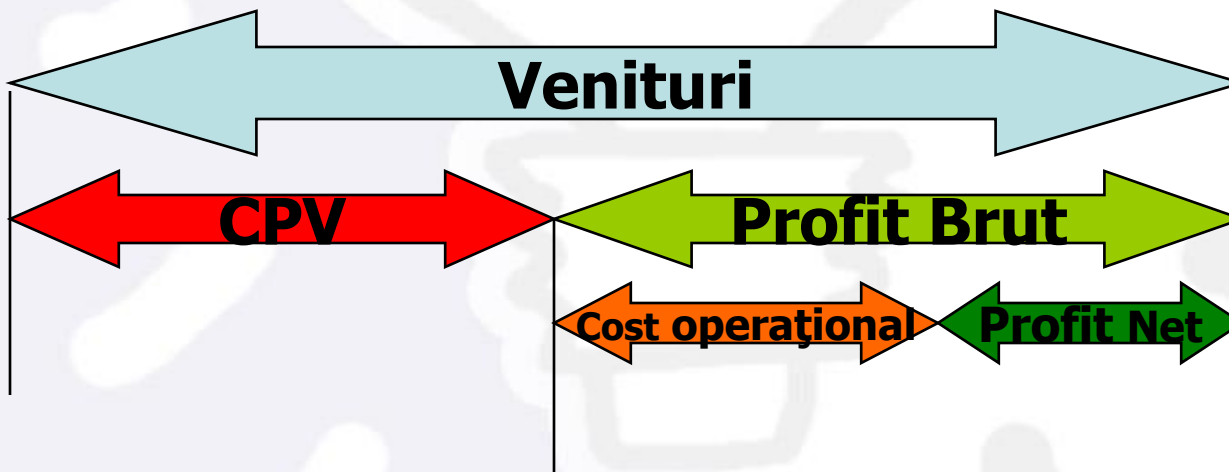 Venituri
CPV
Profit Brut
Cost operaţional
Profit Net